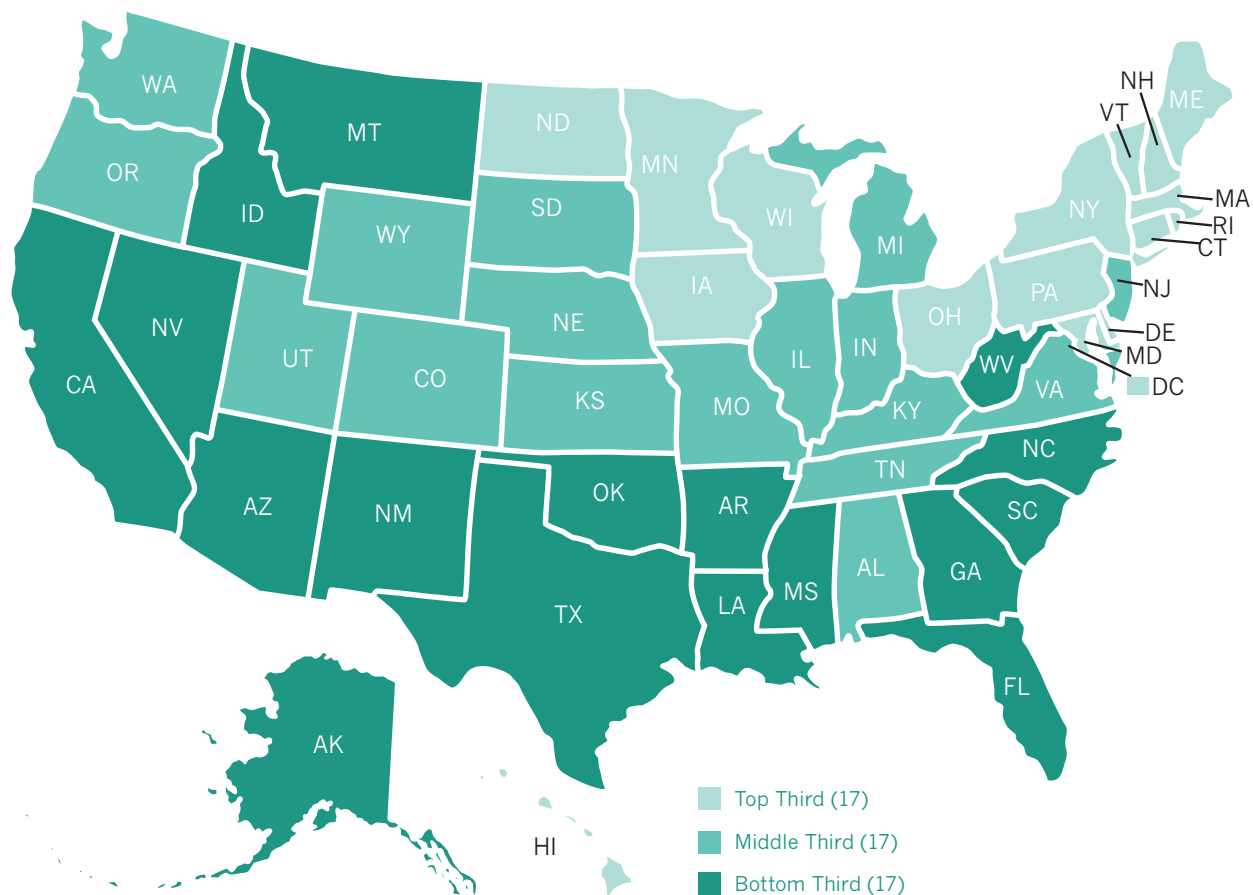 NH
ME
WA
VT
ND
MT
MN
OR
MA
SD
NY
ID
WI
RI
WY
MI
CT
IA
NJ
PA
OH
NE
NV
DE
IN
MD
UT
IL
WV
CO
CA
DC
VA
KS
MO
KY
NC
TN
OK
AR
SC
AZ
NM
GA
AL
MS
LA
TX
FL
AK
HI
Top Third (17)
Middle Third (17)
Bottom Third (17)